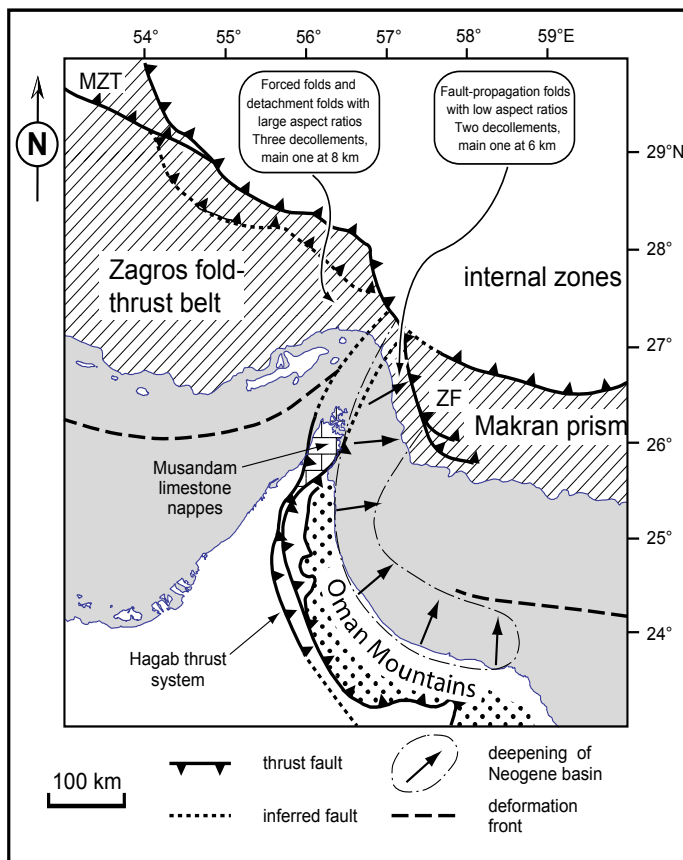 54°
55°
56°
57°
58°
59°E
MZT
Forced folds and
detachment folds with
large aspect ratios
Three decollements,
main one at 8 km
Fault-propagation folds
with low aspect ratios
Two decollements,
main one at 6 km
N
29°N
28°
27°
26°
25°
24°
Zagros fold-
thrust belt
internal zones
ZF
Makran prism
Musandam
limestone
nappes
Oman Mountains
Hagab thrust
system
100 km
thrust fault
inferred fault
deepening of
Neogene basin
deformation
front